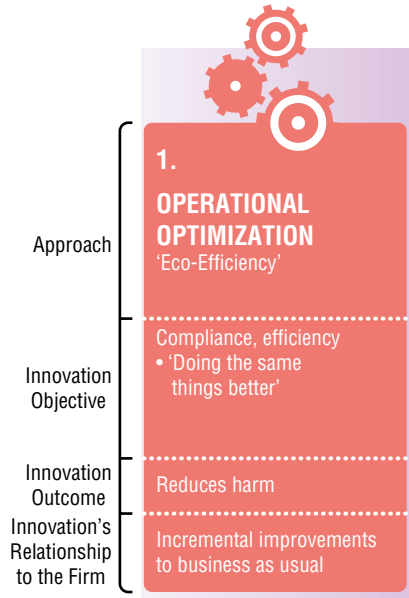 1.
OPERATIONAL
OPTIMIZATION
'Eco-Efficiency'
Approach
Compliance, efficiency
• 'Doing the same
things better'
Innovation
Objective
Innovation
Outcome
Reduces harm
Innovation's
Relationship
to the Firm
Incremental improvements
to business as usual